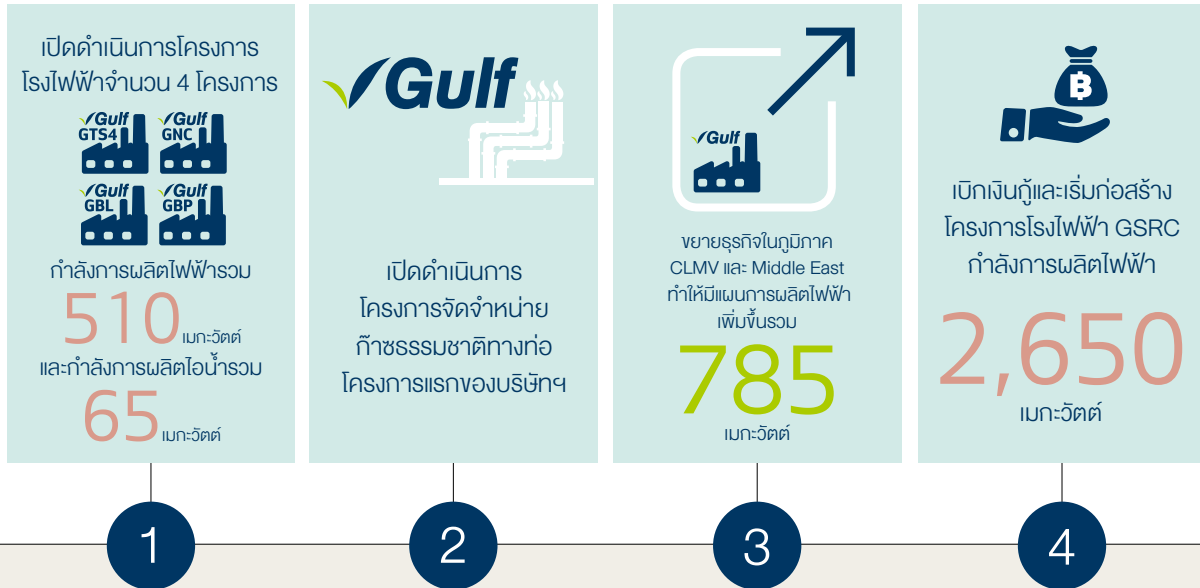 เปิดดำเนินการโครงการ
โรงไฟฟ้าจำนวน 4 โครงการ
Gulf
GTS4
Gulf
GNC
Gulf
GBL
Gulf
GBP
กำลังการผลิตไฟฟ้ารวม
510 เมกะวัตต์
และกำลังการผลิตไอน้ำรวม
65 เมกะวัตต์
1
Gulf
เปิดดำเนินการ
โครงการจัดจำหน่าย
ก๊าซธรรมชาติทางท่อ
โครงการแรกของบริษัทฯ
2
Gulf
ขยายธุรกิจในภูมิภาค
CLMV และ Middle East
ทำให้มีแผนการผลิตไฟฟ้า
เพิ่มขึ้นรวม
785
เมกะวัตต์
3
฿
เบิกเงินกู้และเริ่มก่อสร้าง
โครงการโรงไฟฟ้า GSRC
กำลังการผลิตไฟฟ้า
2,650
เมกะวัตต์
4